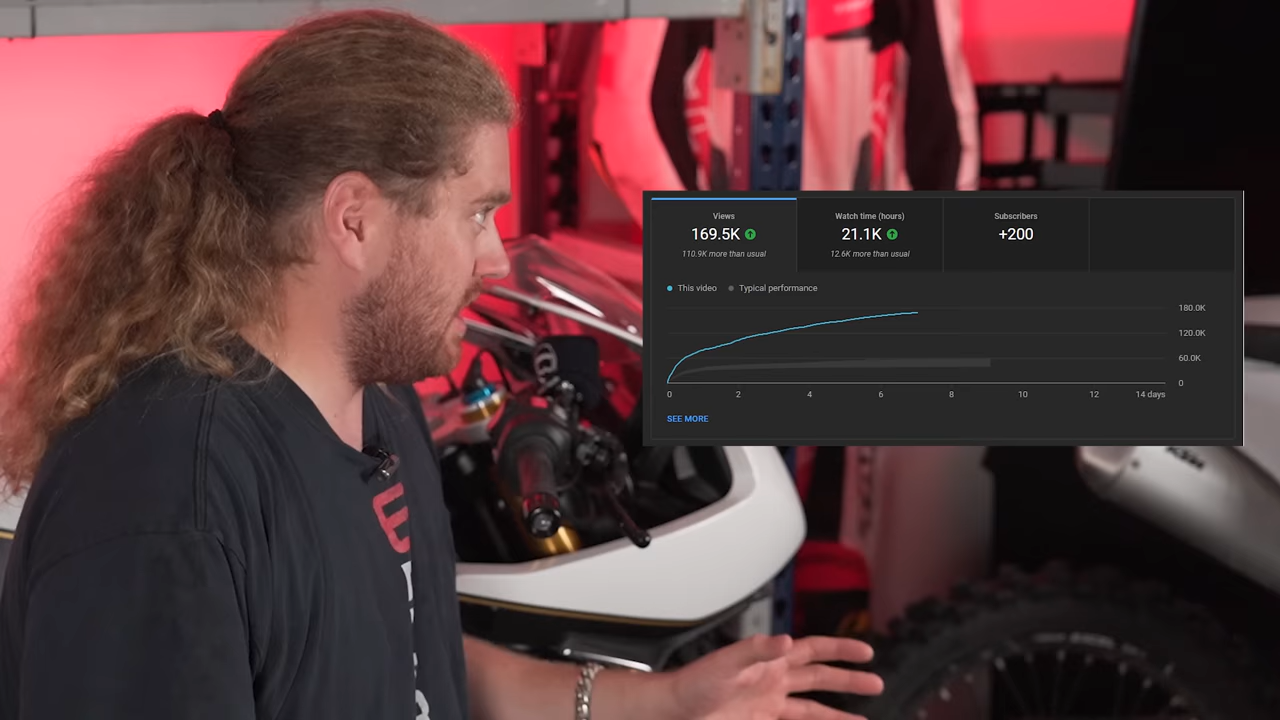 Views
Watch time (hours)
Subscribers
169.5K
21.1K
+200
110.9K more than usual
12.6K more than usual
This video
Typical performance
180.0K
120.0K
60.0K
0
0
2
4
6
8
10
12
14 days
SEE MORE
KTM